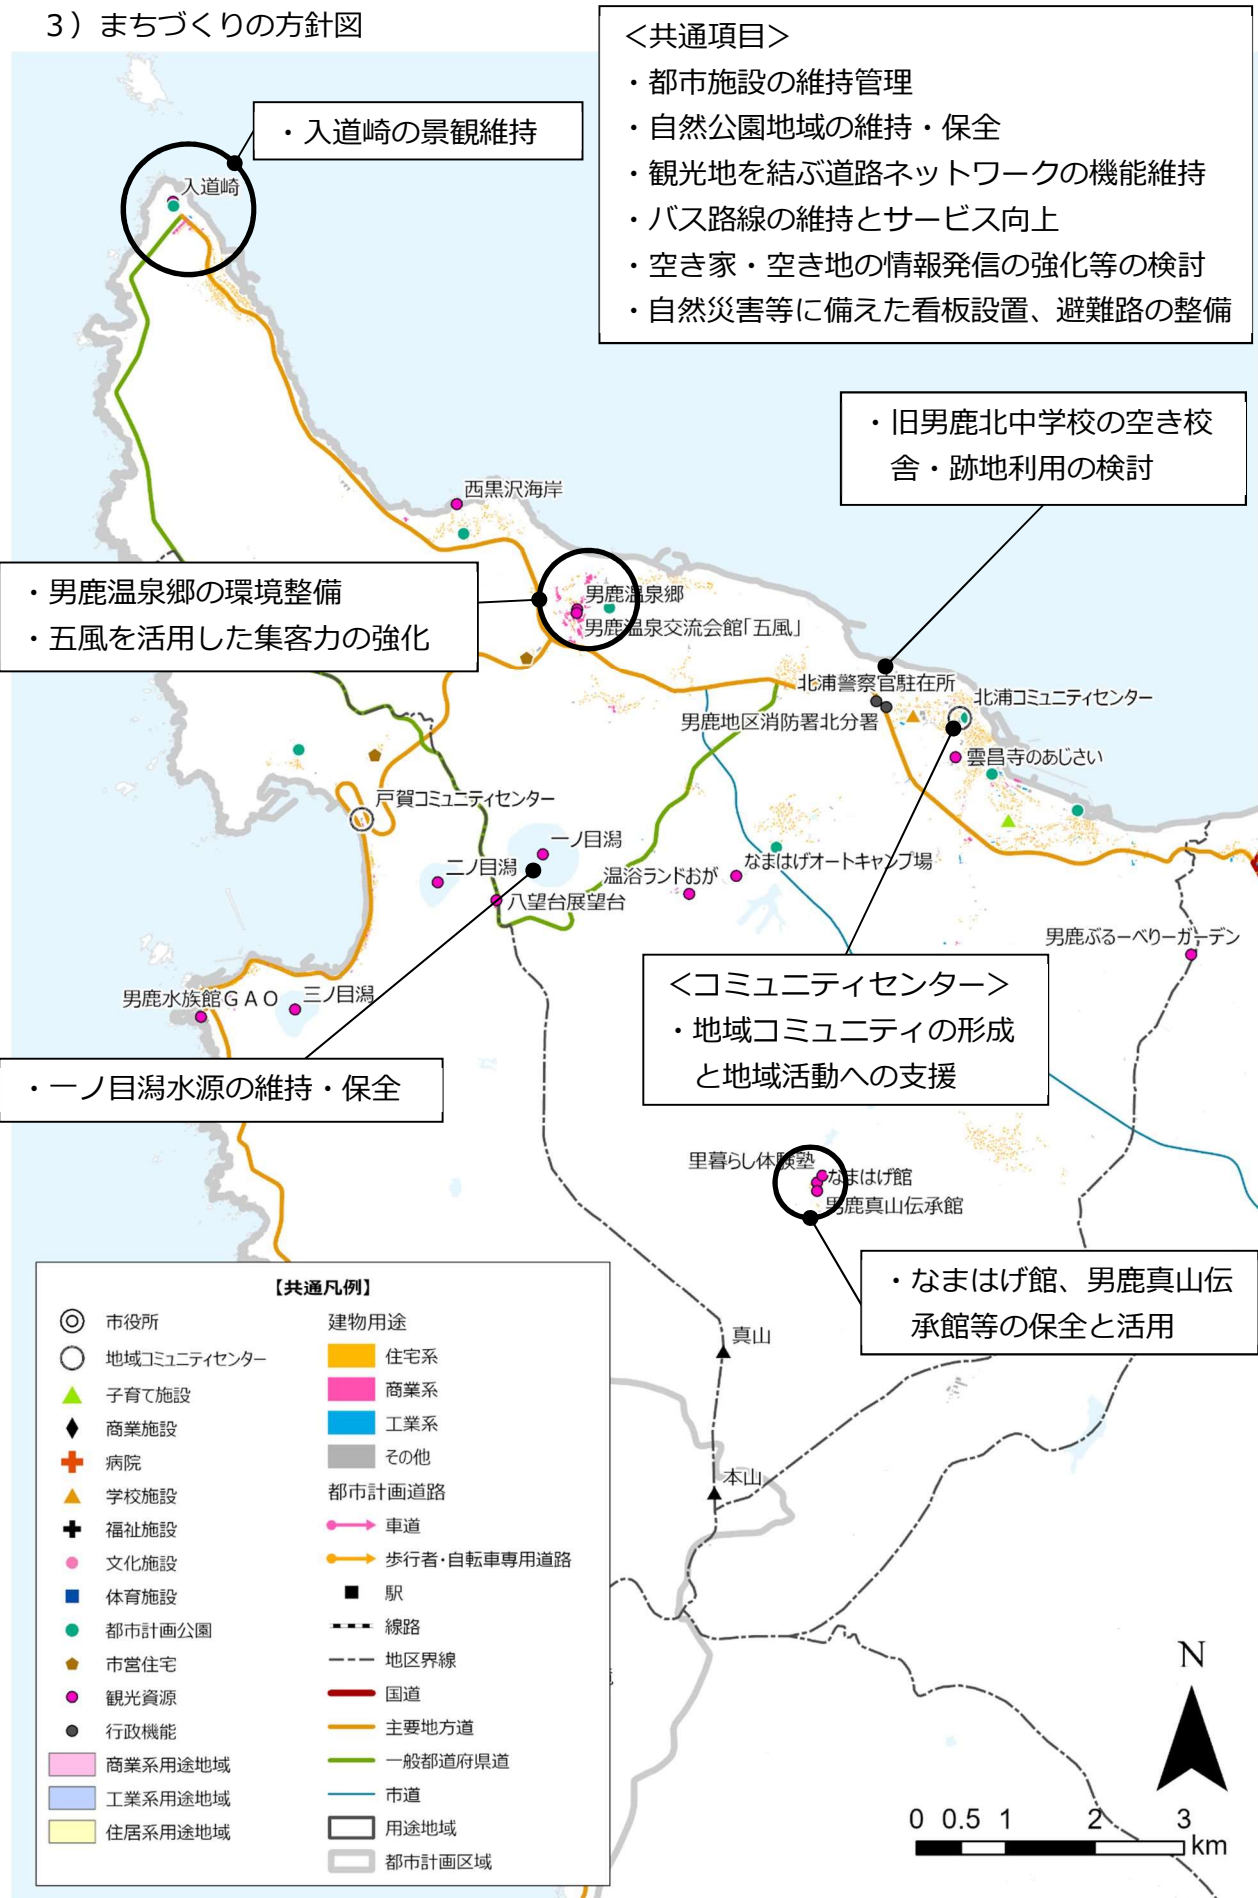 3）まちづくりの方針図
＜共通項目＞
・都市施設の維持管理
・自然公園地域の維持・保全
・観光地を結ぶ道路ネットワークの機能維持
・バス路線の維持とサービス向上
・空き家・空き地の情報発信の強化等の検討
・自然災害等に備えた看板設置、避難路の整備
・入道崎の景観維持
入道崎
・旧男鹿北中学校の空き校
舎・跡地利用の検討
西黒沢海岸
・男鹿温泉郷の環境整備
・五風を活用した集客力の強化
男鹿温泉郷
男鹿温泉交流会館「五風」
北浦警察官駐在所
北浦コミュニティセンター
男鹿地区消防署北分署
雲昌寺のあじさい
戸賀コミュニティセンター
一ノ目潟
二ノ目潟
温浴ランドおが
なまはげオートキャンプ場
八望台展望台
男鹿ぶるーべりーガーデン
男鹿水族館ＧＡＯ
三ノ目潟
＜コミュニティセンター＞
・地域コミュニティの形成
と地域活動への支援
・一ノ目潟水源の維持・保全
里暮らし体験塾
なまはげ館
男鹿真山伝承館
・なまはげ館、男鹿真山伝
承館等の保全と活用
真山
本山
【共通凡例】
市役所
地域コミュニティセンター
子育て施設
商業施設
病院
学校施設
福祉施設
文化施設
体育施設
都市計画公園
市営住宅
観光資源
行政機能
商業系用途地域
工業系用途地域
住居系用途地域
建物用途
住宅系
商業系
工業系
その他
都市計画道路
車道
歩行者・自転車専用道路
駅
線路
地区界線
国道
主要地方道
一般都道府県道
市道
用途地域
都市計画区域
N
0 0.5 1 2 3
km